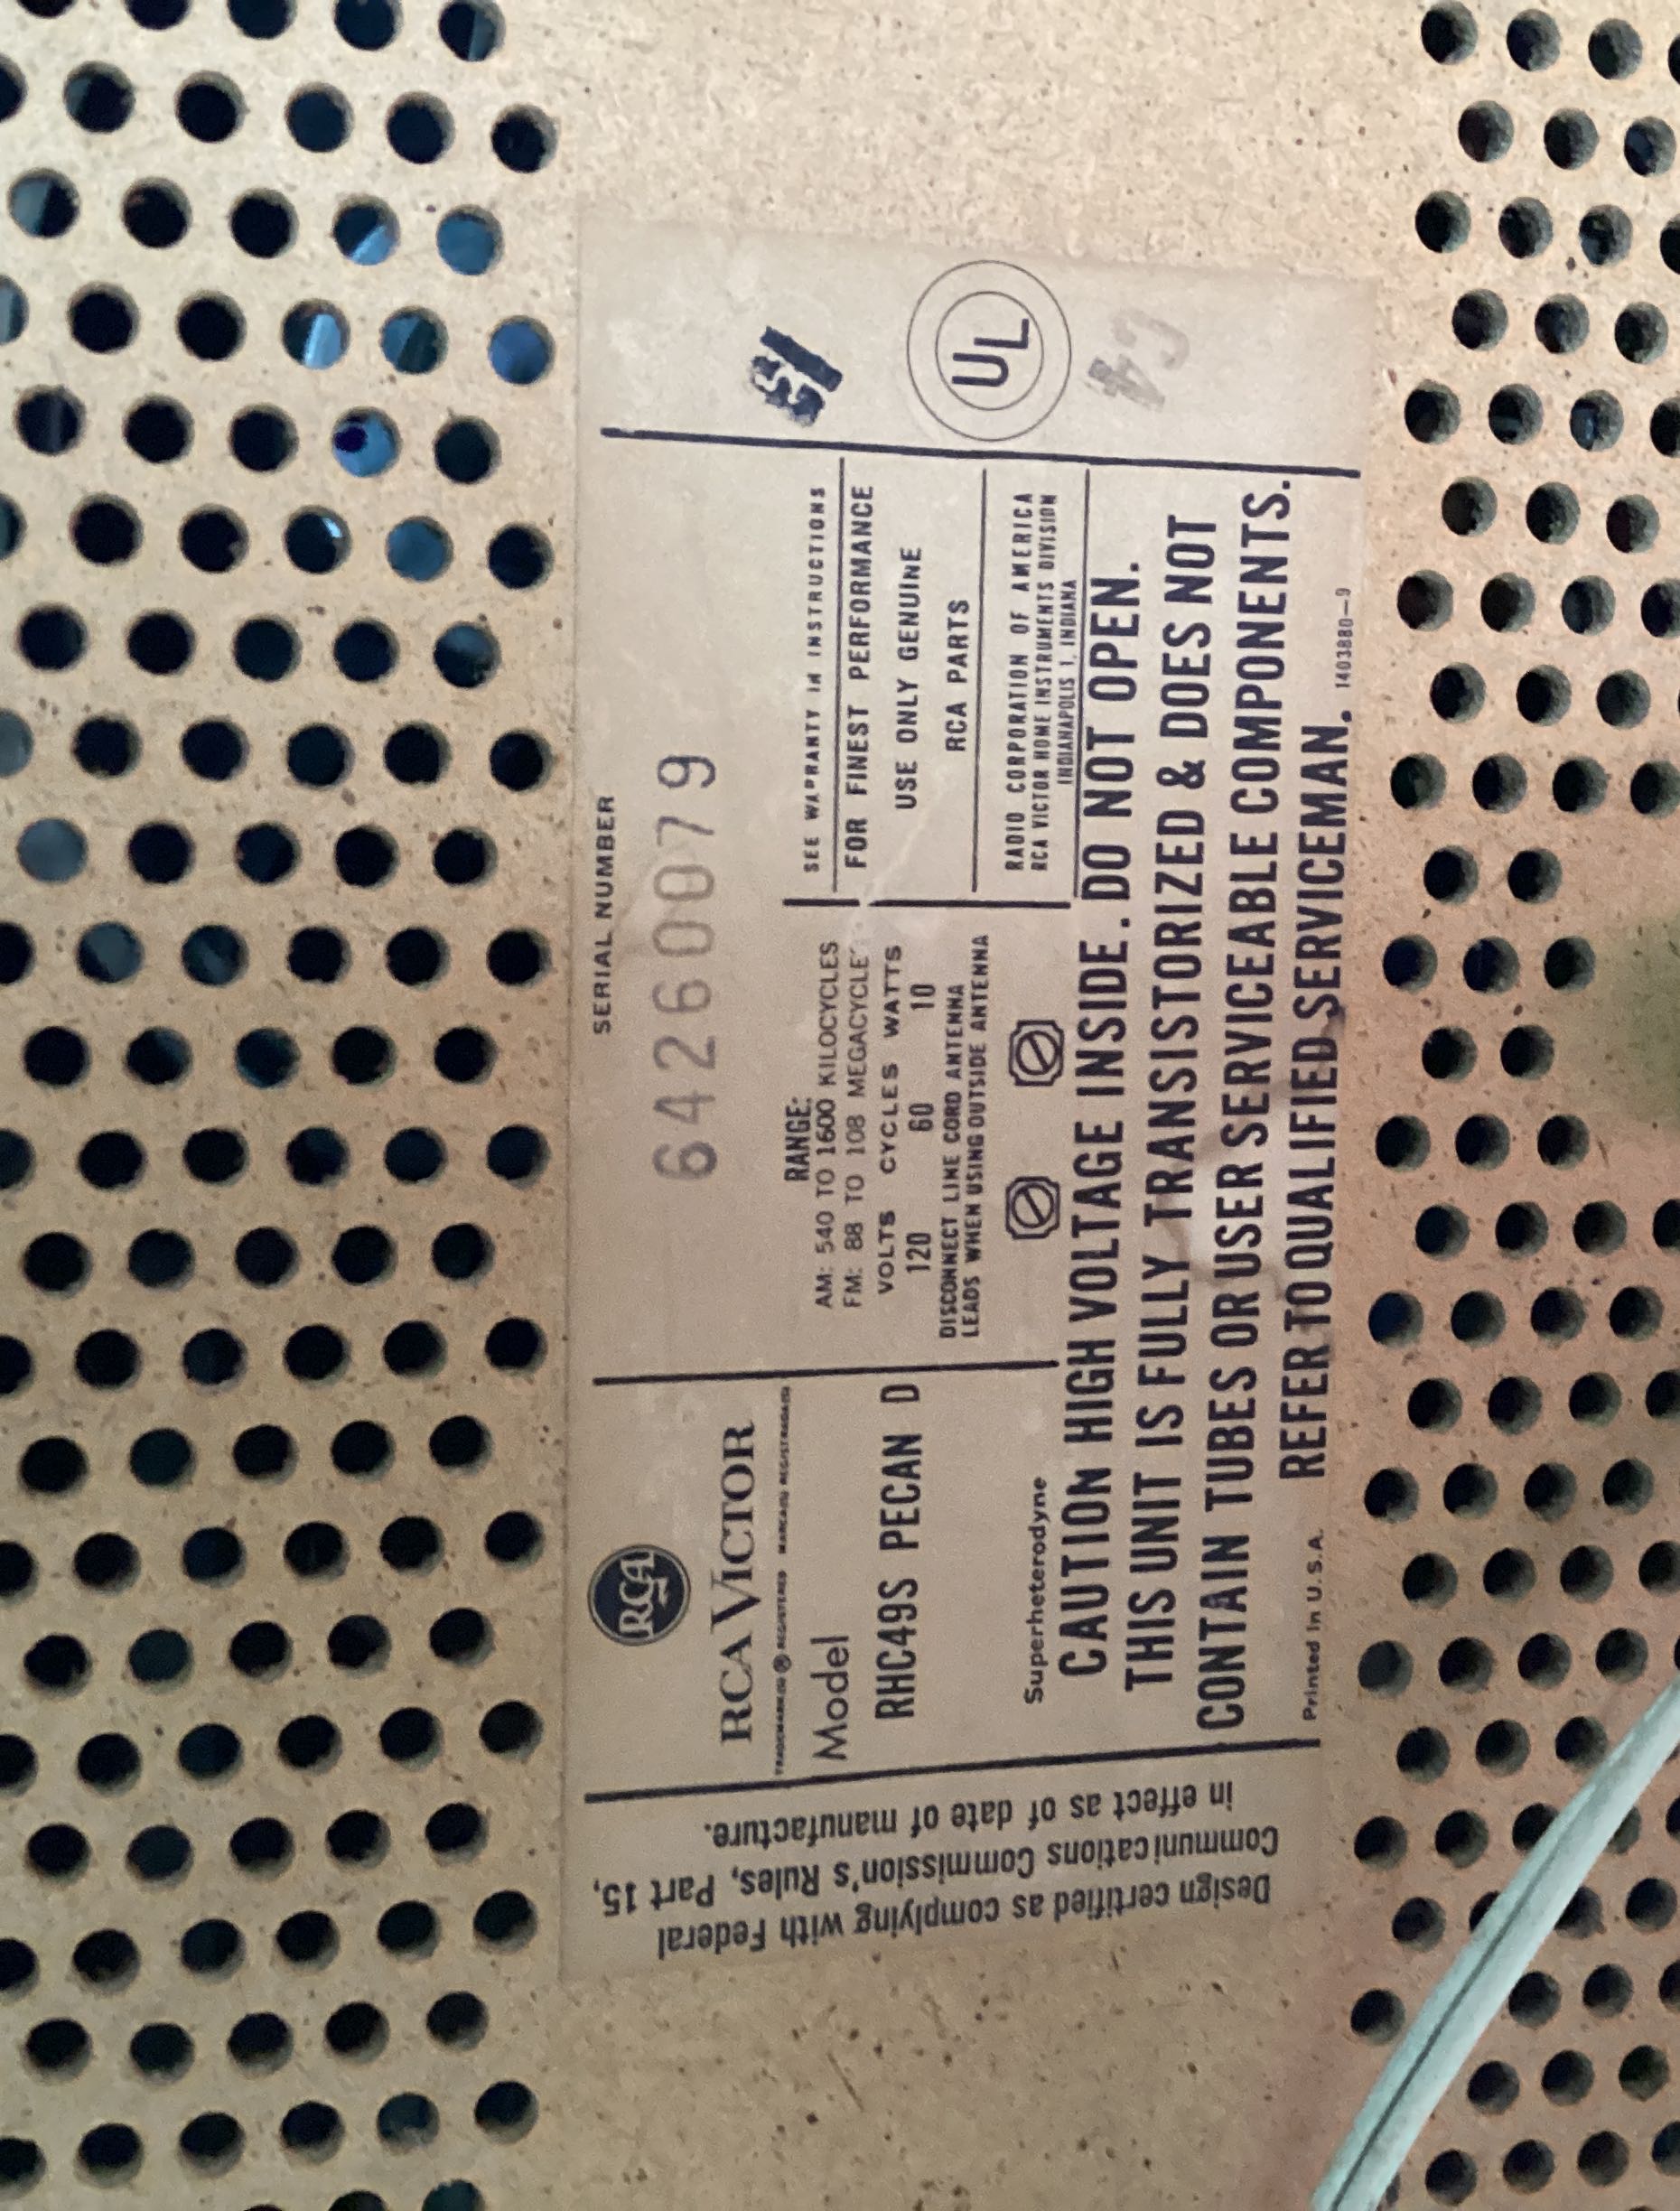 Design certified as complying with Federal
Communications Commission's Rules, Part 15,
in effect as of date of manufacture.
RCA
RCA VICTOR
TRADEMARK(S) ® REGISTERED MARCA(S) REGISTRADA(S)
Model
RHC49S PECAN D
Superheterodyne
SERIAL NUMBER
64260079
RANGE:
AM: 540 TO 1600 KILOCYCLES
FM: 88 TO 108 MEGACYCLE
VOLTS CYCLES WATTS
120 60 10
DISCONNECT LINE CORD ANTENNA
LEADS WHEN USING OUTSIDE ANTENNA
SEE WARRANTY IN INSTRUCTIONS
FOR FINEST PERFORMANCE
USE ONLY GENUINE
RCA PARTS
RADIO CORPORATION OF AMERICA
RCA VICTOR HOME INSTRUMENTS DIVISION
INDIANAPOLIS 1, INDIANA
CAUTION HIGH VOLTAGE INSIDE. DO NOT OPEN.
THIS UNIT IS FULLY TRANSISTORIZED & DOES NOT
CONTAIN TUBES OR USER SERVICEABLE COMPONENTS.
REFER TO QUALIFIED SERVICEMAN.
Printed in U.S.A.
1403880-9
UL